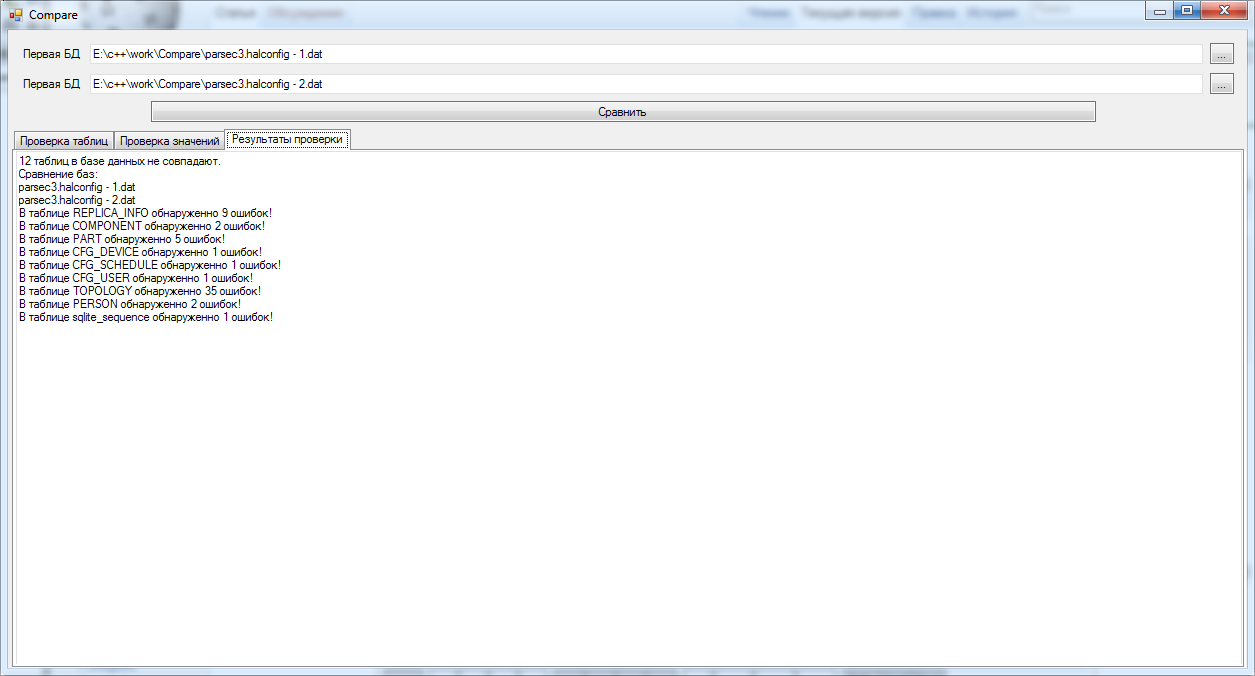 Compare
Первая БД E:\c++\work\Compare\parsec3.halconfig - 1.dat ...
Первая БД E:\c++\work\Compare\parsec3.halconfig - 2.dat ...
Сравнить
Проверка таблиц Проверка значений Результаты проверки
12 таблиц в базе данных не совпадают.
Сравнение баз:
parsec3.halconfig - 1.dat
parsec3.halconfig - 2.dat
В таблице REPLICA_INFO обнаруженно 9 ошибок!
В таблице COMPONENT обнаруженно 2 ошибок!
В таблице PART обнаруженно 5 ошибок!
В таблице CFG_DEVICE обнаруженно 1 ошибок!
В таблице CFG_SCHEDULE обнаруженно 1 ошибок!
В таблице CFG_USER обнаруженно 1 ошибок!
В таблице TOPOLOGY обнаруженно 35 ошибок!
В таблице PERSON обнаруженно 2 ошибок!
В таблице sqlite_sequence обнаруженно 1 ошибок!